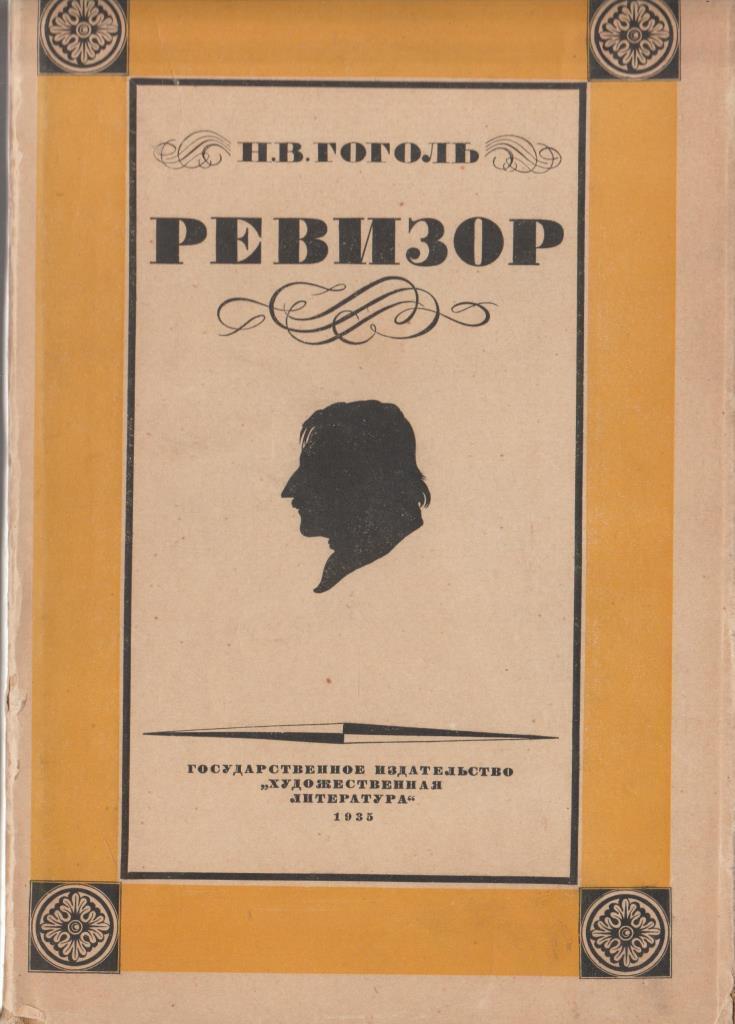 Н.В.ГОГОЛЬ
РЕВИЗОР
ГОСУДАРСТВЕННОЕ ИЗДАТЕЛЬСТВО
„ХУДОЖЕСТВЕННАЯ
ЛИТЕРАТУРА“
1935